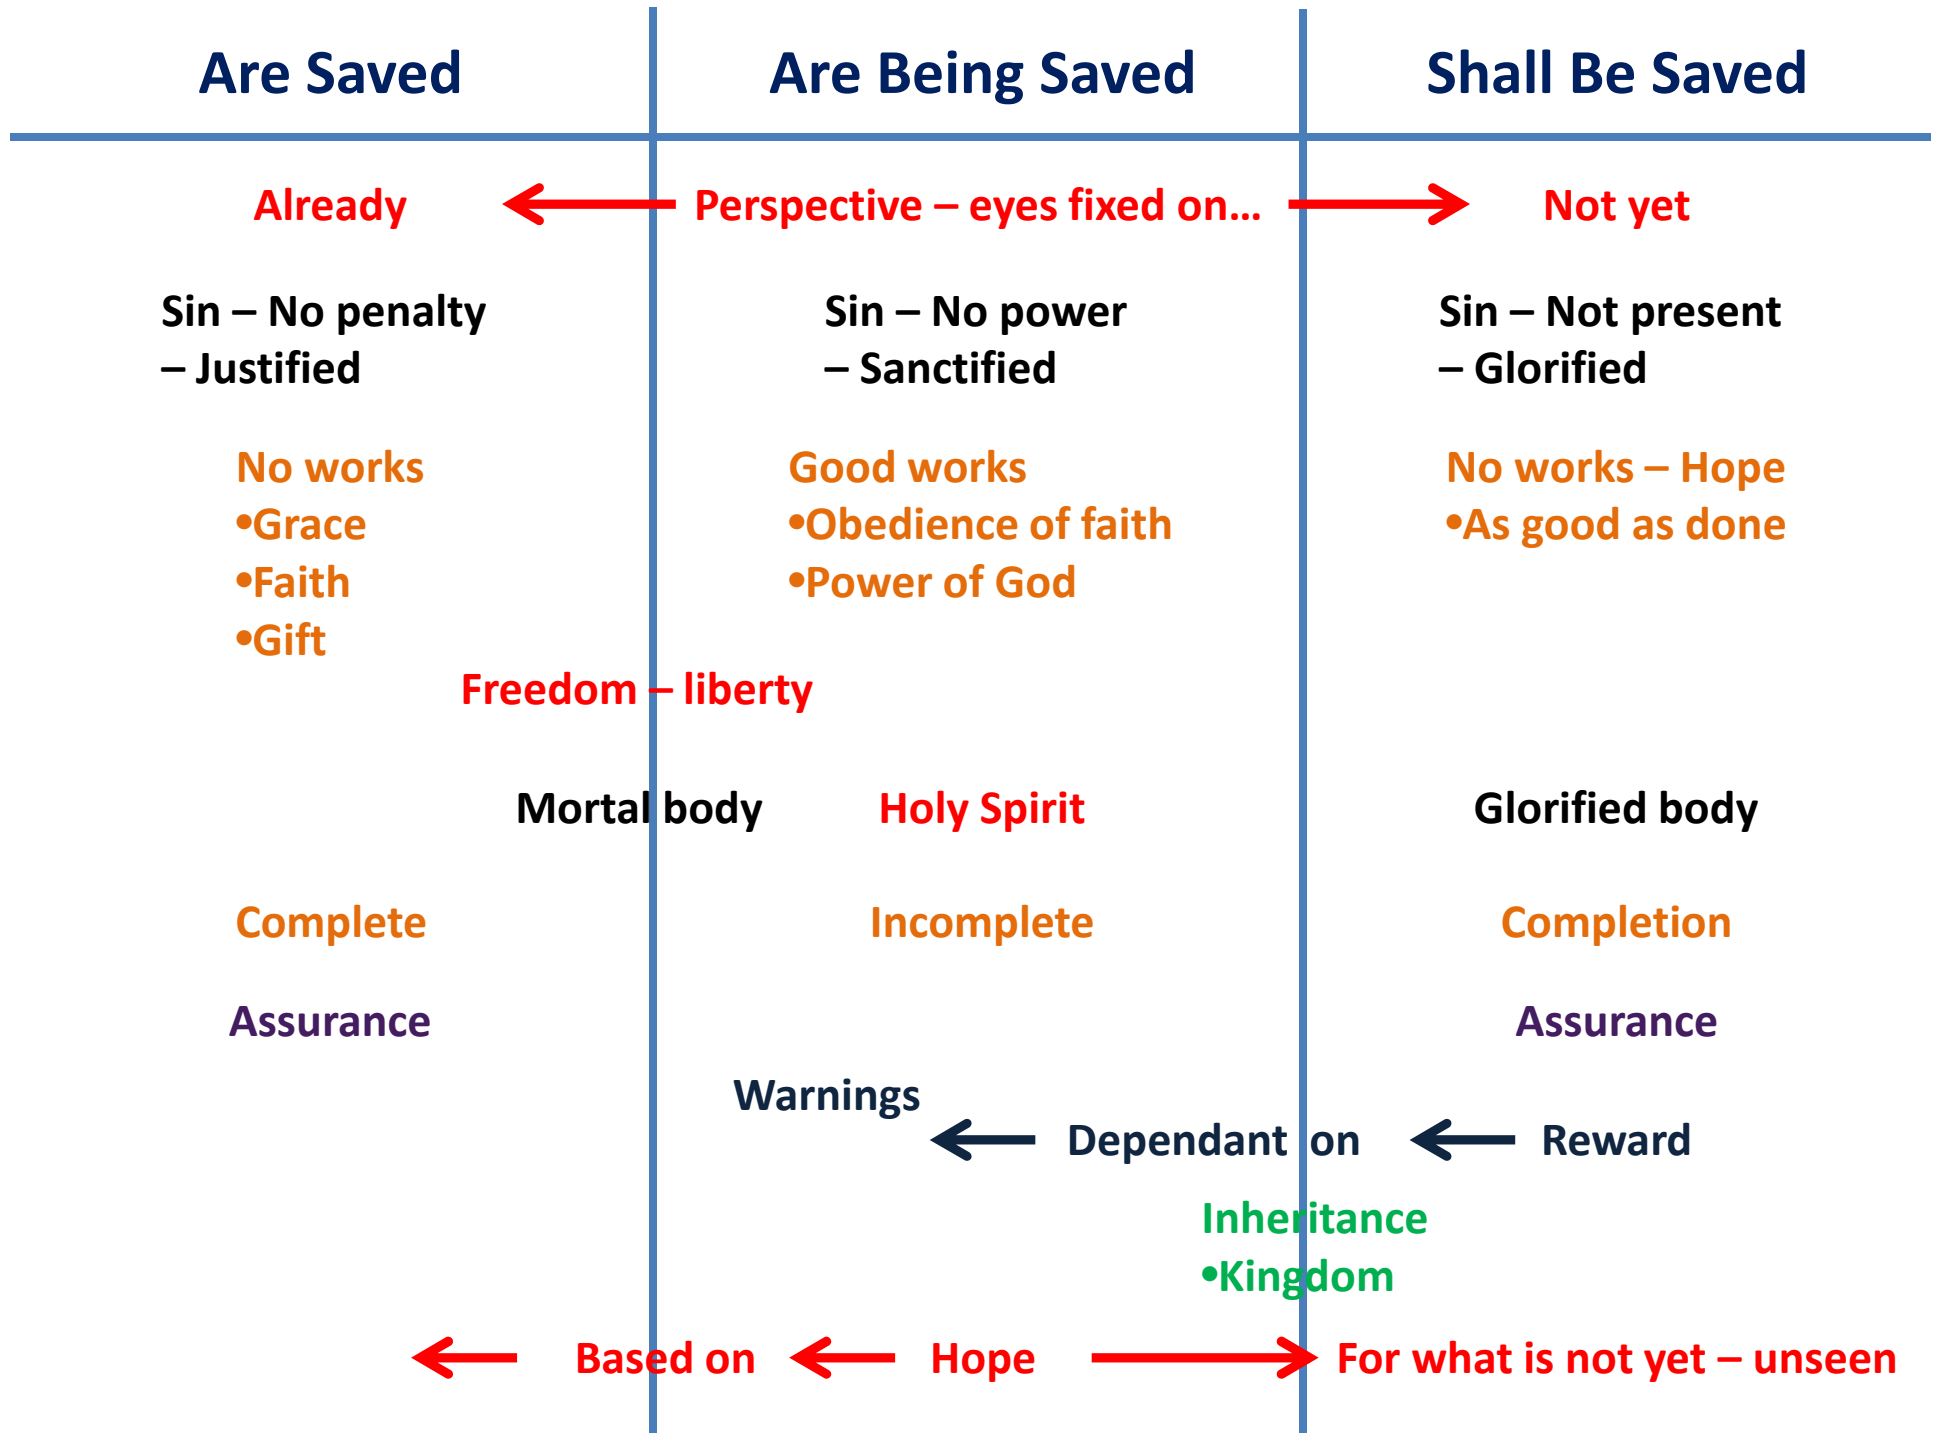 Are Saved Are Being Saved Shall Be Saved
Already Perspective – eyes fixed on... Not yet
Sin – No penalty Sin – No power Sin – Not present
– Justified – Sanctified – Glorified
No works Good works No works – Hope
•Grace •Obedience of faith •As good as done
•Faith •Power of God
•Gift
Freedom – liberty
Mortal body Holy Spirit Glorified body
Complete Incomplete Completion
Assurance Assurance
Warnings
Dependant on Reward
Inheritance
•Kingdom
Based on Hope For what is not yet – unseen